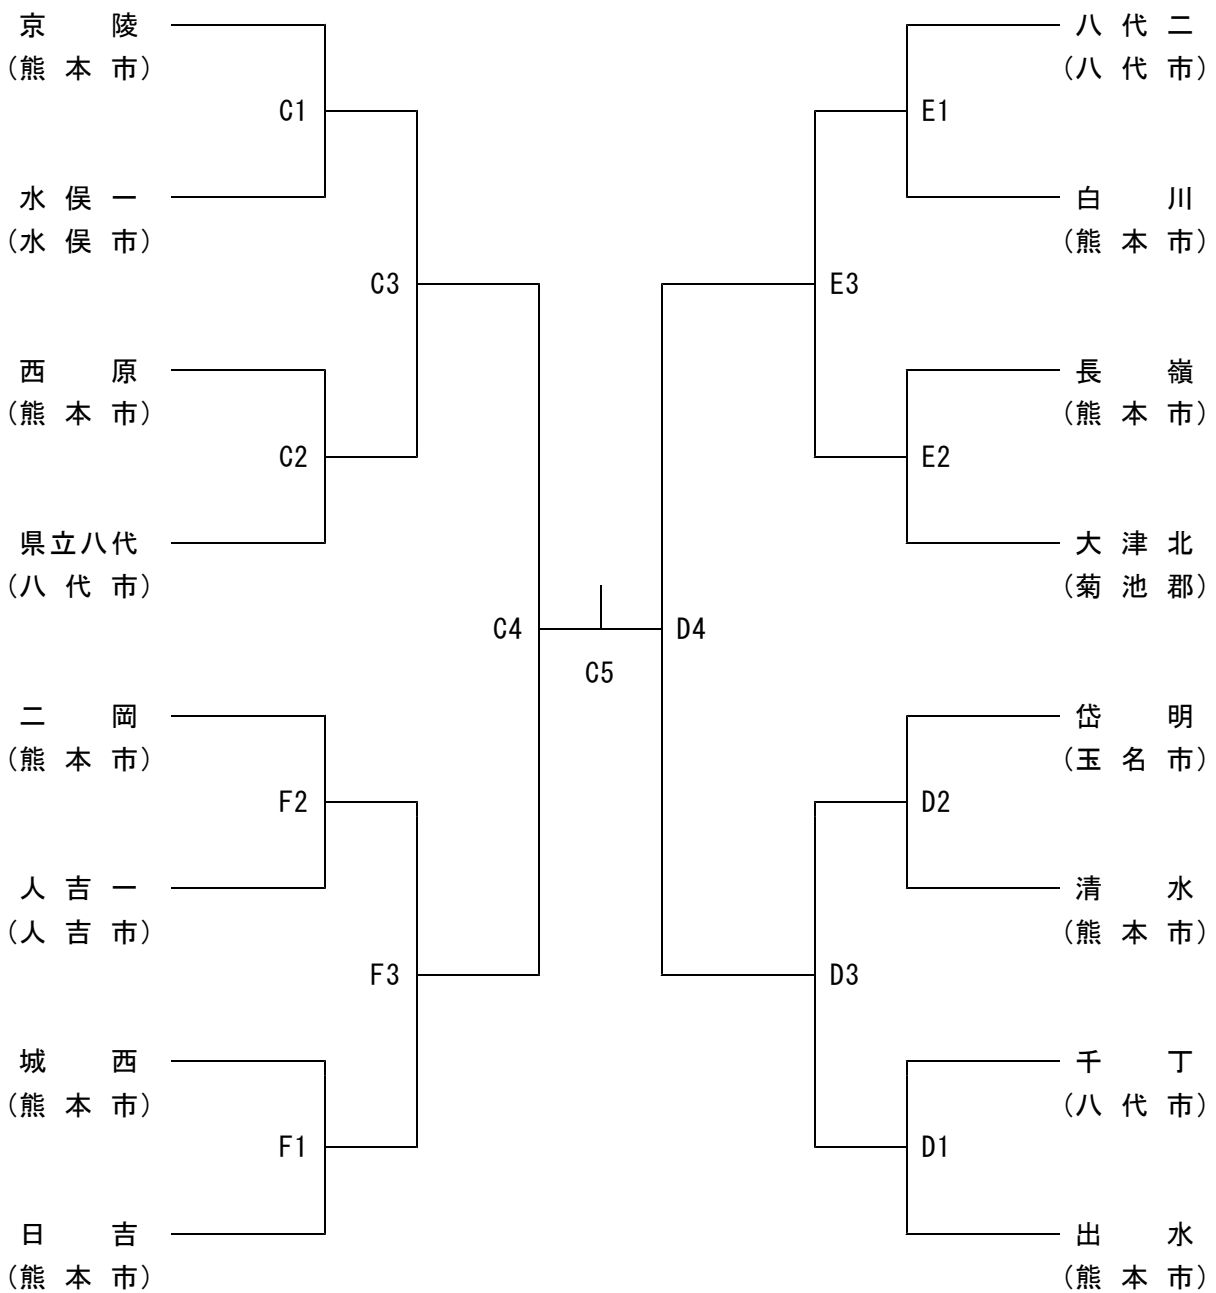 京陵
(熊本市)
C1
水俣一
(水俣市)
C3
西原
(熊本市)
C2
県立八代
(八代市)
C4
二岡
(熊本市)
F2
人吉一
(人吉市)
F3
城西
(熊本市)
F1
日吉
(熊本市)
C5
八代二
(八代市)
E1
白川
(熊本市)
E3
長嶺
(熊本市)
E2
大津北
(菊池郡)
D4
岱明
(玉名市)
D2
清水
(熊本市)
D3
千丁
(八代市)
D1
出水
(熊本市)